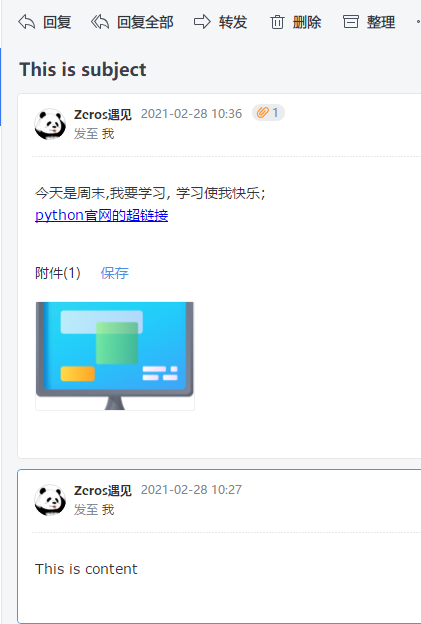 回复 回复全部 转发 删除 整理
This is subject
Zeros遇见 2021-02-28 10:36 1
发至 我
今天是周末,我要学习, 学习使我快乐;
python官网的超链接
附件(1) 保存
Zeros遇见 2021-02-28 10:27
发至 我
This is content